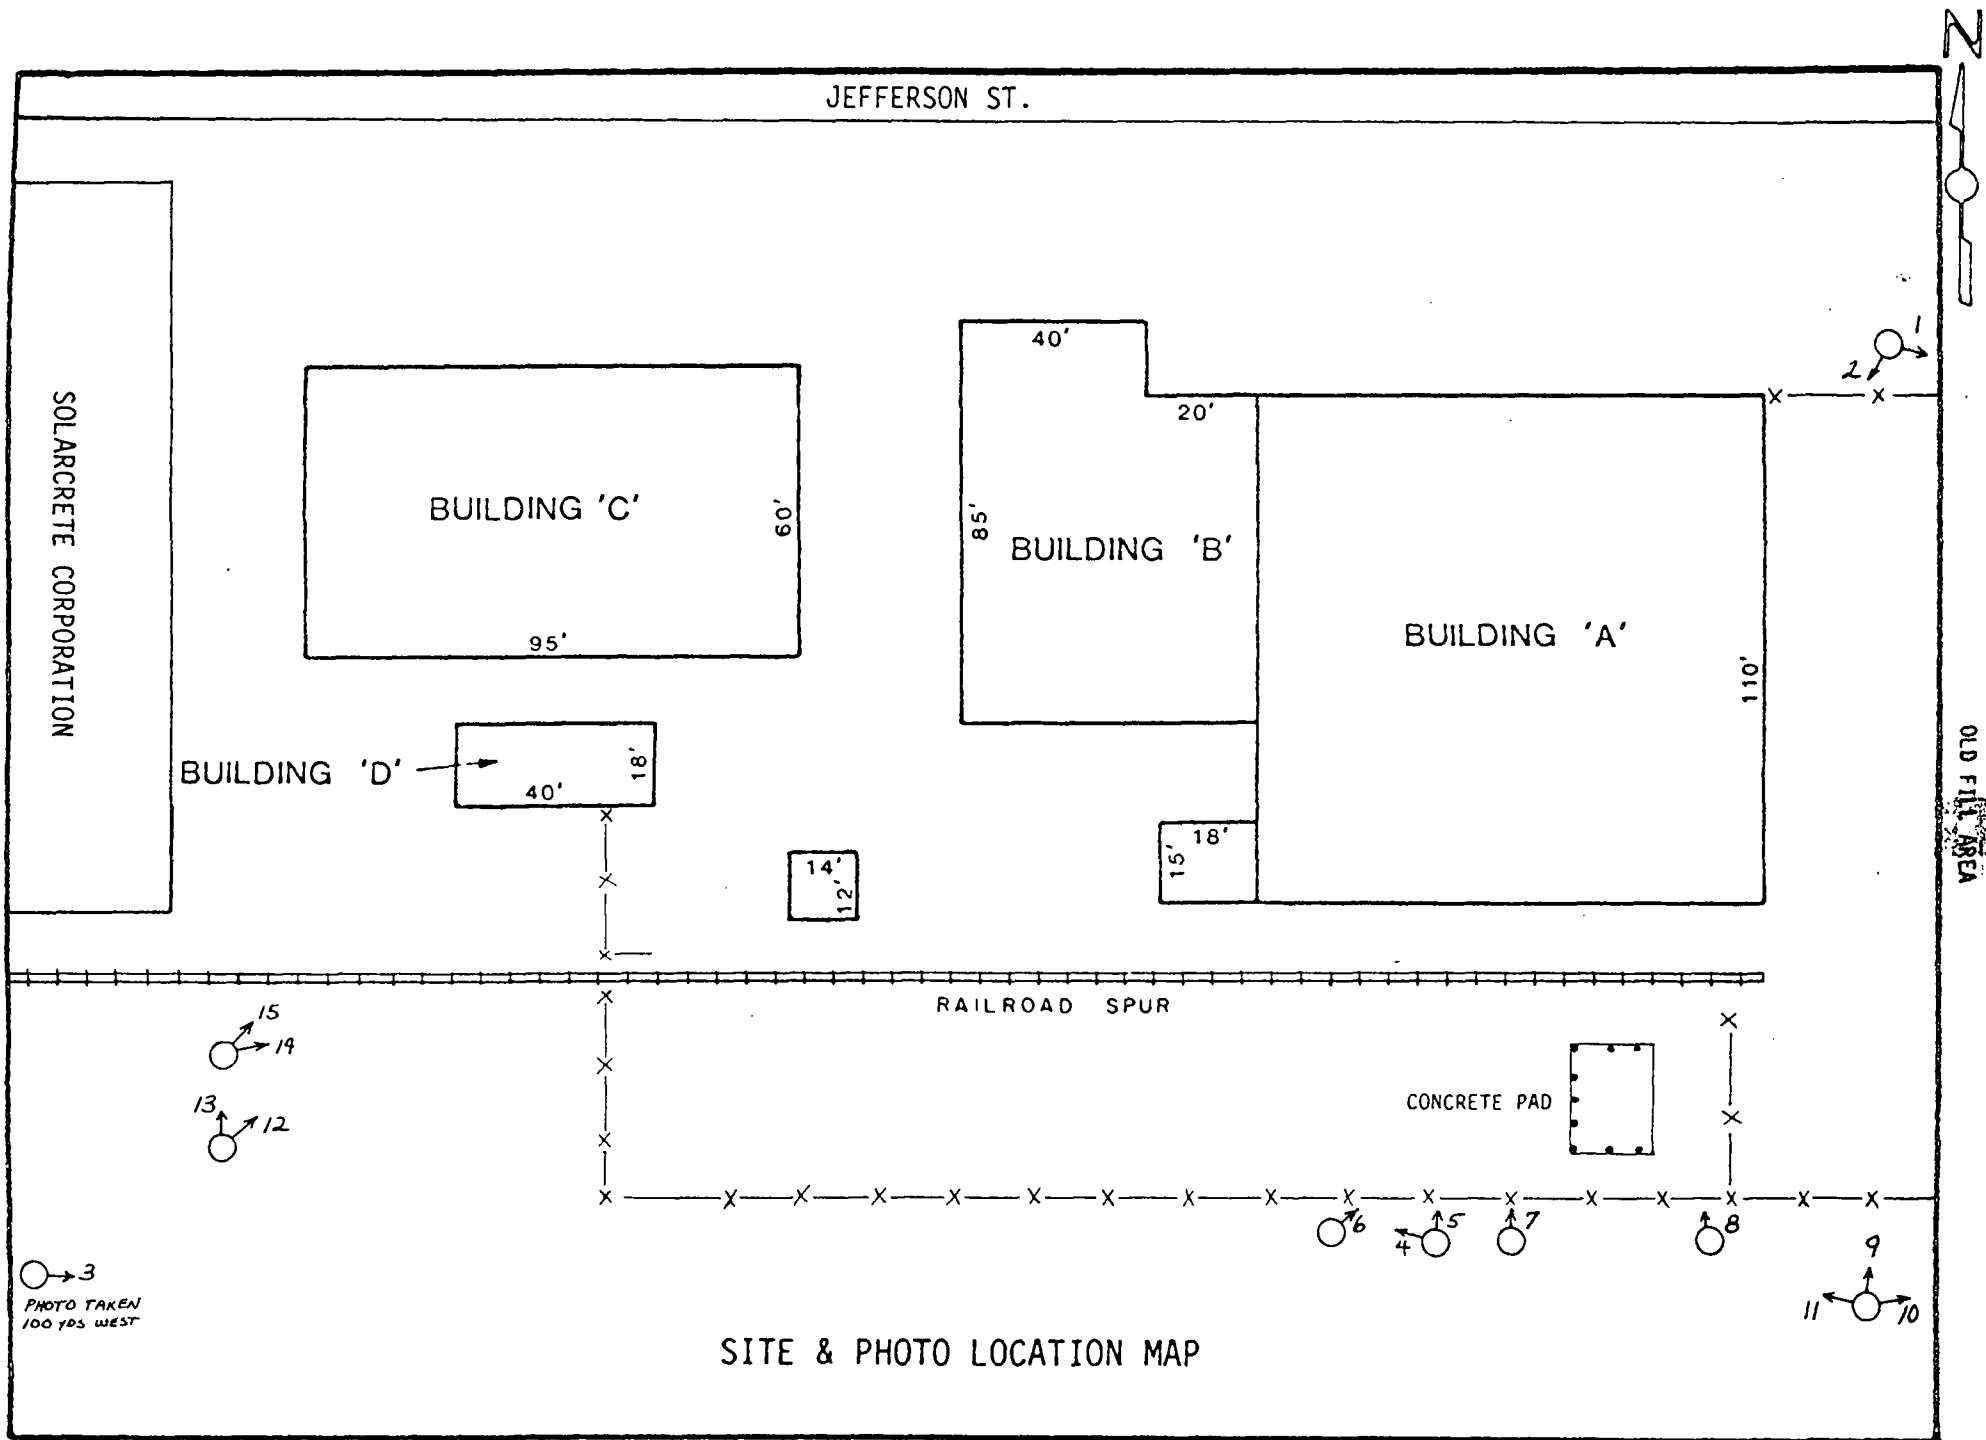 N
JEFFERSON ST.
1
2
40'
20'
SOLARCRETE CORPORATION
BUILDING 'C'
60'
95'
85'
BUILDING 'B'
BUILDING 'A'
110'
OLD FILL AREA
BUILDING 'D'
18'
40'
14'
12'
18'
15'
RAILROAD SPUR
15
14
13
12
CONCRETE PAD
6
4
5
7
8
9
11
10
3
PHOTO TAKEN
100 YDS WEST
SITE & PHOTO LOCATION MAP